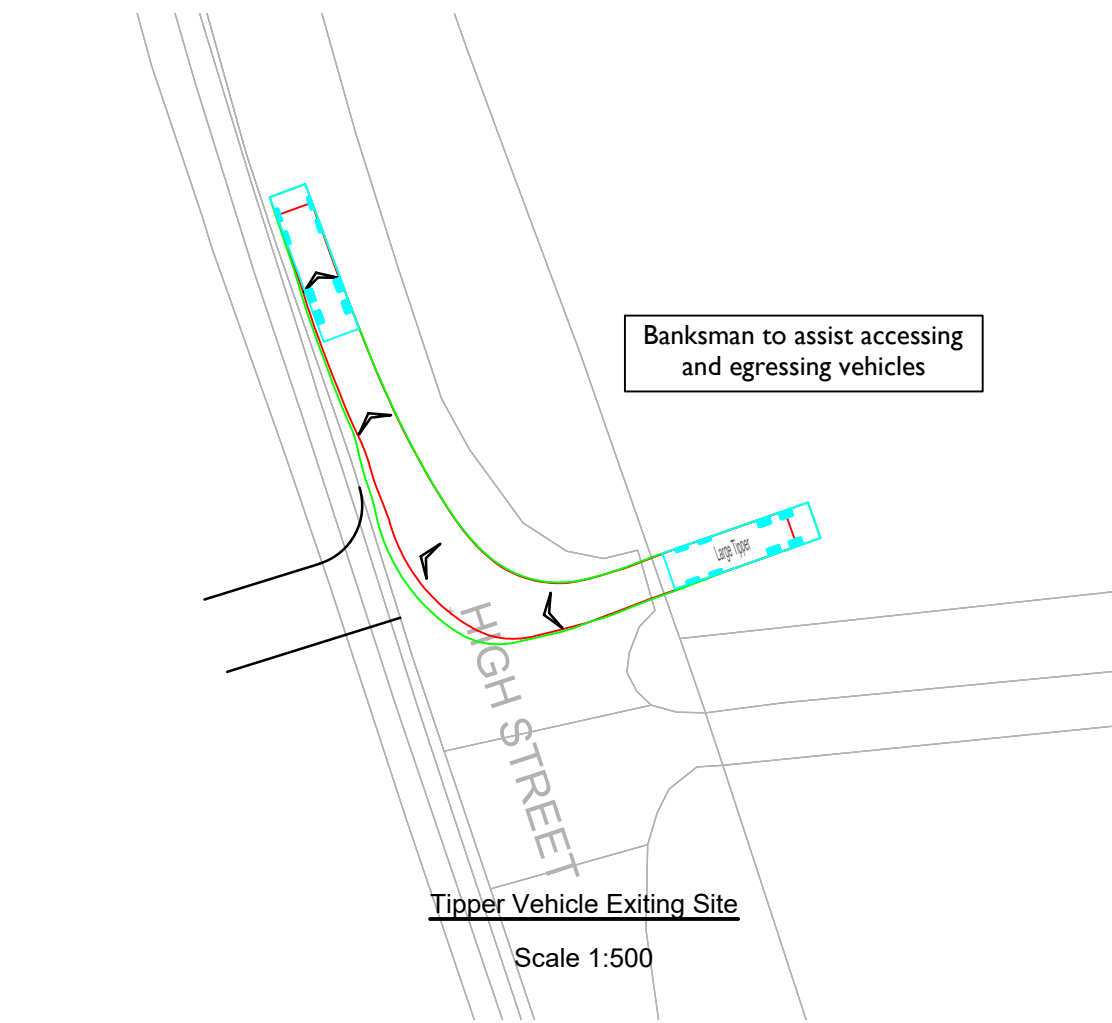 Banksman to assist accessing
and egressing vehicles
Large Tipper
HIGH STREET
Tipper Vehicle Exiting Site
Scale 1:500